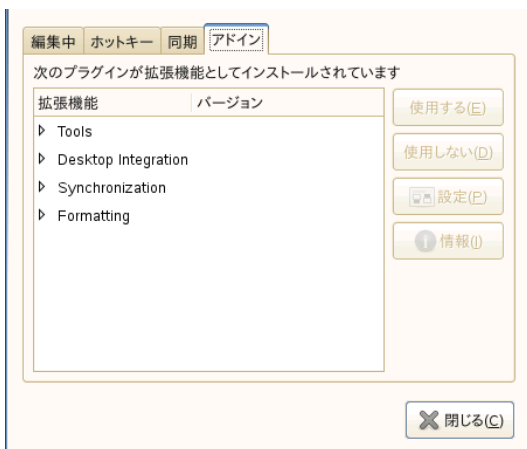 編集中 ホットキー 同期 アドイン
次のプラグインが拡張機能としてインストールされています
拡張機能 バージョン
Tools
Desktop Integration
Synchronization
Formatting
使用する(E)
使用しない(D)
設定(P)
情報(I)
閉じる(C)